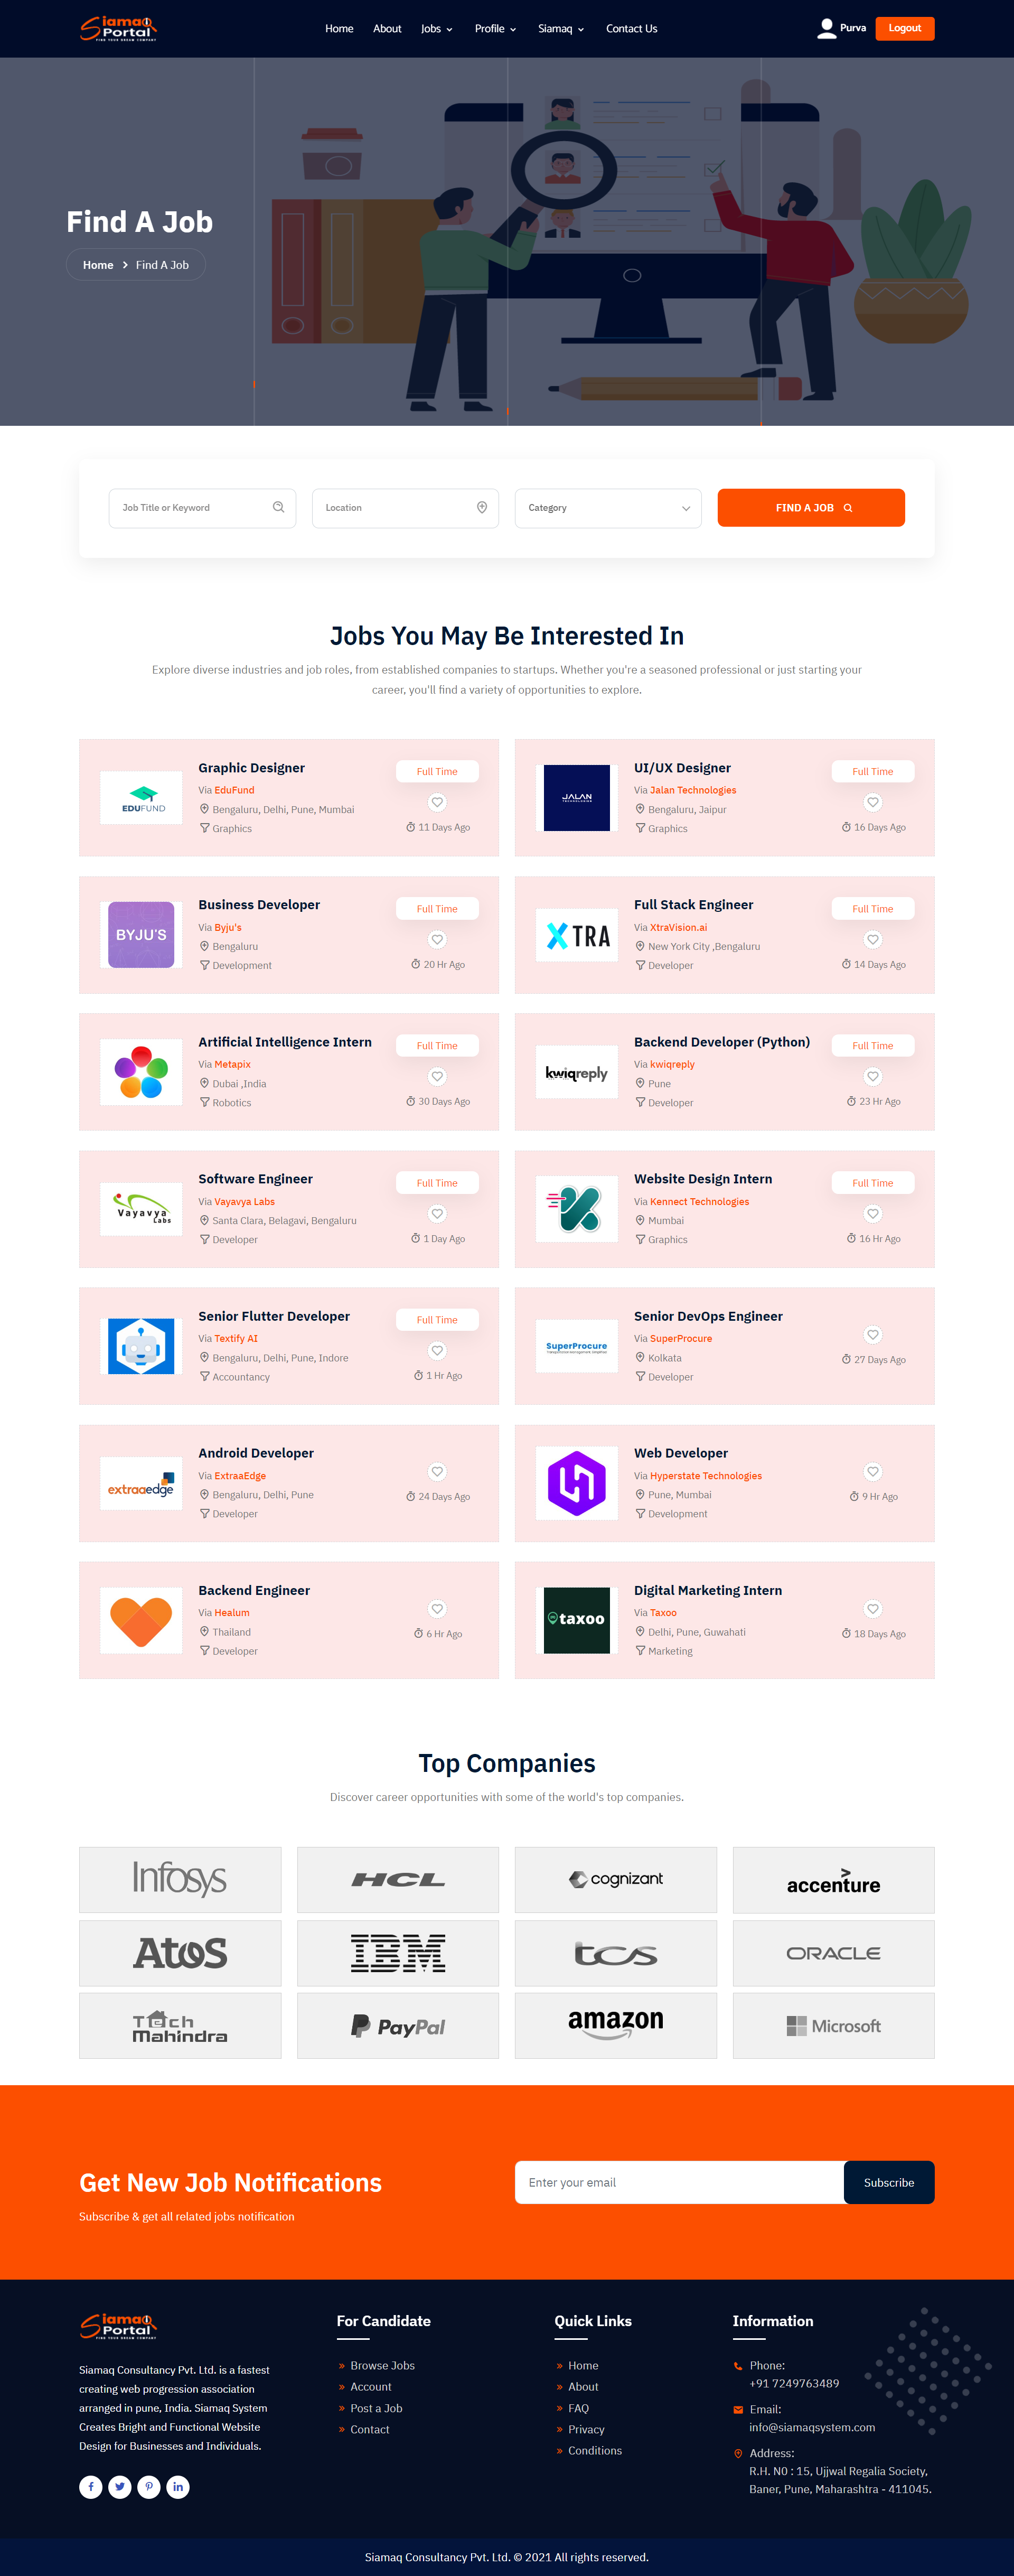 Siamaq
Portal
FIND YOUR DREAM COMPANY
Home About Jobs Profile Siamaq Contact Us
Purva Logout
Find A Job
Home > Find A Job
Job Title or Keyword
Location
Category
FIND A JOB
Jobs You May Be Interested In
Explore diverse industries and job roles, from established companies to startups. Whether you're a seasoned professional or just starting your
career, you'll find a variety of opportunities to explore.
EDUFUND
Graphic Designer
Via EduFund
Bengaluru, Delhi, Pune, Mumbai
Graphics
Full Time
11 Days Ago
JALAN
TECHNOLOGIES
UI/UX Designer
Via Jalan Technologies
Bengaluru, Jaipur
Graphics
Full Time
16 Days Ago
BYJU'S
Business Developer
Via Byju's
Bengaluru
Development
Full Time
20 Hr Ago
XTRA
Full Stack Engineer
Via XtraVision.ai
New York City ,Bengaluru
Developer
Full Time
14 Days Ago
Artificial Intelligence Intern
Via Metapix
Dubai ,India
Robotics
Full Time
30 Days Ago
kwiqreply
Backend Developer (Python)
Via kwiqreply
Pune
Developer
Full Time
23 Hr Ago
Vayavya
Labs
Software Engineer
Via Vayavya Labs
Santa Clara, Belagavi, Bengaluru
Developer
Full Time
1 Day Ago
Website Design Intern
Via Kennect Technologies
Mumbai
Graphics
Full Time
16 Hr Ago
Senior Flutter Developer
Via Textify AI
Bengaluru, Delhi, Pune, Indore
Accountancy
Full Time
1 Hr Ago
SuperProcure
Senior DevOps Engineer
Via SuperProcure
Kolkata
Developer
27 Days Ago
extraaedge
Android Developer
Via ExtraaEdge
Bengaluru, Delhi, Pune
Developer
24 Days Ago
Web Developer
Via Hyperstate Technologies
Pune, Mumbai
Development
9 Hr Ago
Backend Engineer
Via Healum
Thailand
Developer
6 Hr Ago
taxoo
Digital Marketing Intern
Via Taxoo
Delhi, Pune, Guwahati
Marketing
18 Days Ago
Top Companies
Discover career opportunities with some of the world's top companies.
Infosys HCL cognizant accenture
Atos IBM tcs ORACLE
Tech
Mahindra
PayPal amazon Microsoft
Get New Job Notifications
Subscribe & get all related jobs notification
Enter your email
Subscribe
Siamaq
Portal
FIND YOUR DREAM COMPANY
Siamaq Consultancy Pvt. Ltd. is a fastest
creating web progression association
arranged in pune, India. Siamaq System
Creates Bright and Functional Website
Design for Businesses and Individuals.
For Candidate
» Browse Jobs
» Account
» Post a Job
» Contact
Quick Links
» Home
» About
» FAQ
» Privacy
» Conditions
Information
Phone:
+91 7249763489
Email:
info@siamaqsystem.com
Address:
R.H. N0 : 15, Ujjwal Regalia Society,
Baner, Pune, Maharashtra - 411045.
Siamaq Consultancy Pvt. Ltd. © 2021 All rights reserved.